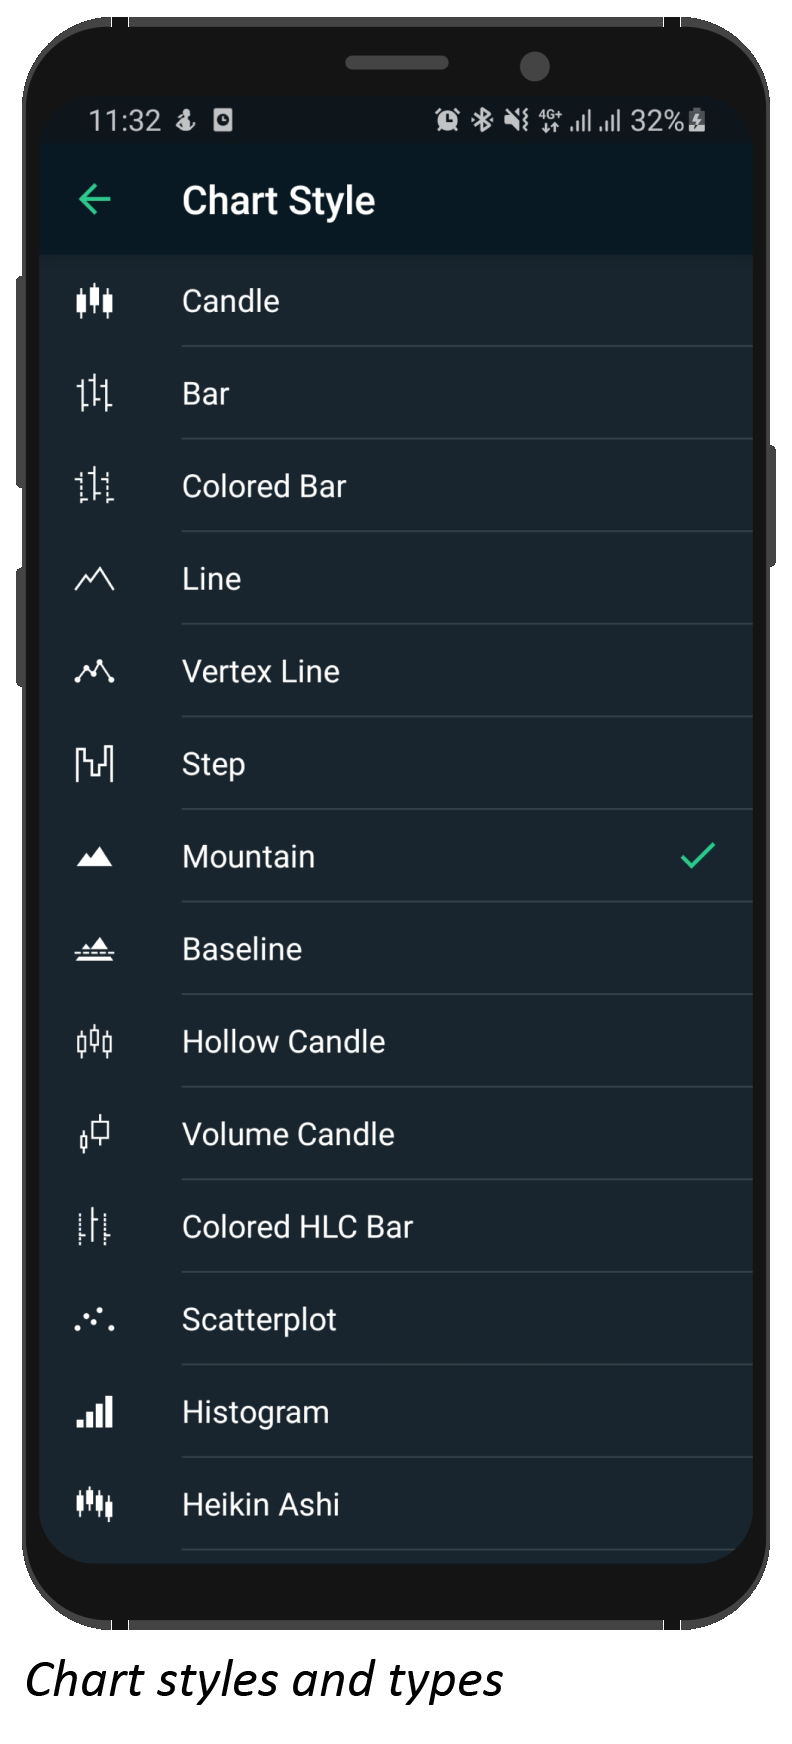 11:32 4G+ 32%
Chart Style
Candle
Bar
Colored Bar
Line
Vertex Line
Step
Mountain
Baseline
Hollow Candle
Volume Candle
Colored HLC Bar
Scatterplot
Histogram
Heikin Ashi
Chart styles and types